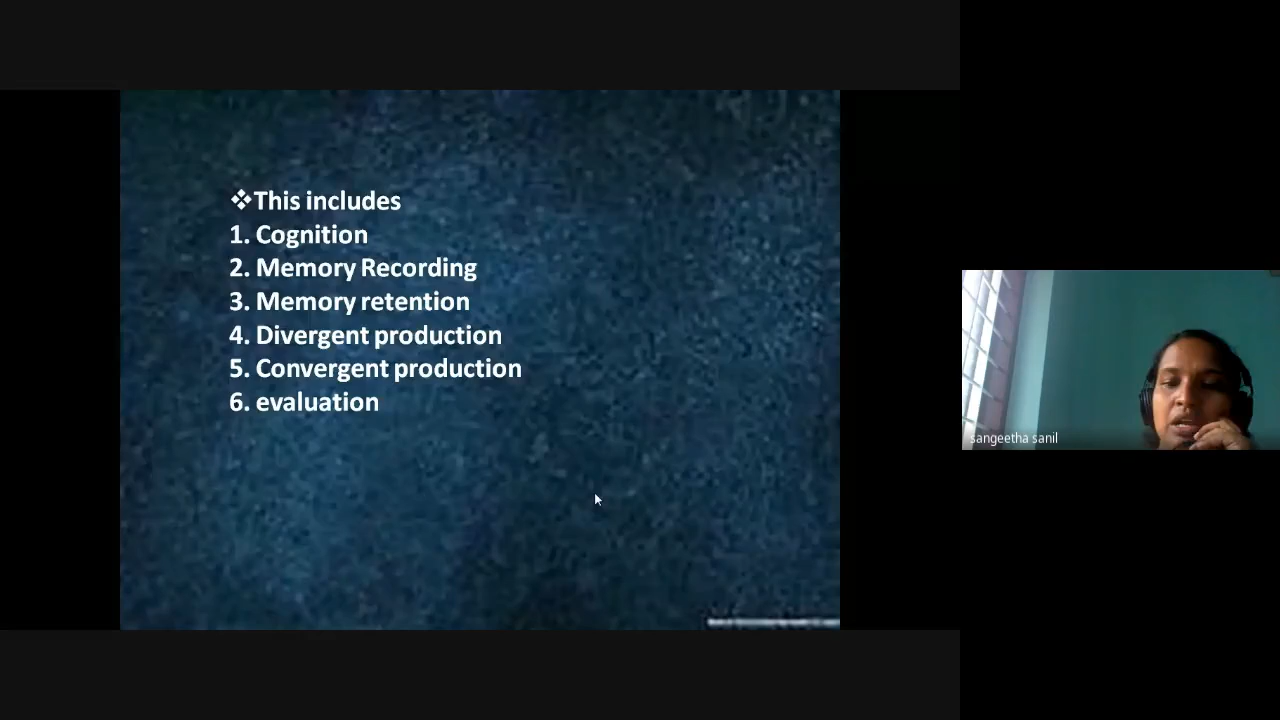 ❖This includes
1. Cognition
2. Memory Recording
3. Memory retention
4. Divergent production
5. Convergent production
6. evaluation
sangeetha sanil